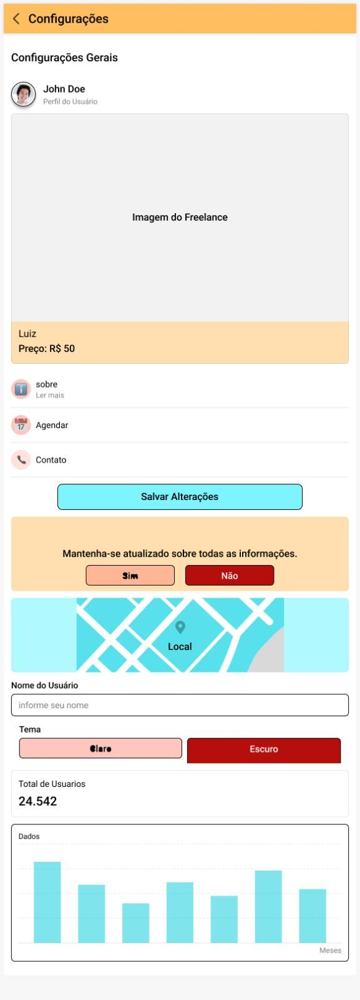 Configurações
Configurações Gerais
John Doe
Perfil do Usuário
Imagem do Freelance
Luiz
Preço: R$ 50
sobre
Ler mais
17
Agendar
Contato
Salvar Alterações
Mantenha-se atualizado sobre todas as informações.
Sim Não
Local
Nome do Usuário
informe seu nome
Tema
Claro Escuro
Total de Usuarios
24.542
Dados
Meses